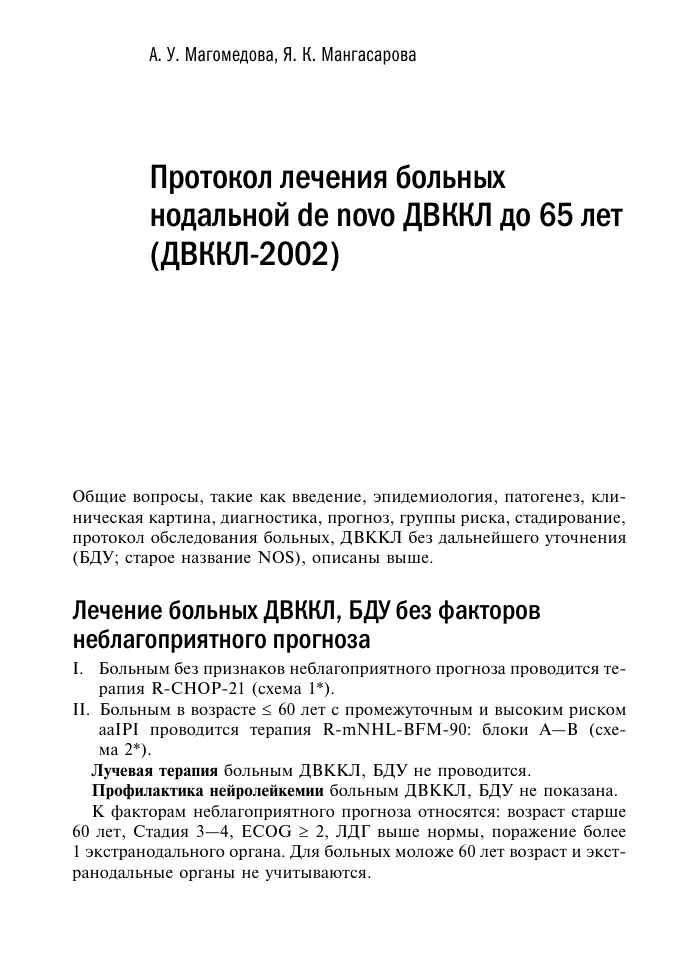 А. У. Магомедова, Я. К. Мангасарова
Протокол лечения больных
нодальной de novo ДВККЛ до 65 лет
(ДВККЛ-2002)
Общие вопросы, такие как введение, эпидемиология, патогенез, кли-
ническая картина, диагностика, прогноз, группы риска, стадирование,
протокол обследования больных, ДВККЛ без дальнейшего уточнения
(БДУ; старое название NOS), описаны выше.
Лечение больных ДВККЛ, БДУ без факторов
неблагоприятного прогноза
I. Больным без признаков неблагоприятного прогноза проводится те-
рапия R-CHOP-21 (схема 1*).
II. Больным в возрасте ≤ 60 лет с промежуточным и высоким риском
aaIPI проводится терапия R-mNHL-BFM-90: блоки А—В (схе-
ма 2*).
Лучевая терапия больным ДВККЛ, БДУ не проводится.
Профилактика нейролейкемии больным ДВККЛ, БДУ не показана.
К факторам неблагоприятного прогноза относятся: возраст старше
60 лет, Стадия 3—4, ECOG ≥ 2, ЛДГ выше нормы, поражение более
1 экстранодального органа. Для больных моложе 60 лет возраст и экст-
ранодальные органы не учитываются.